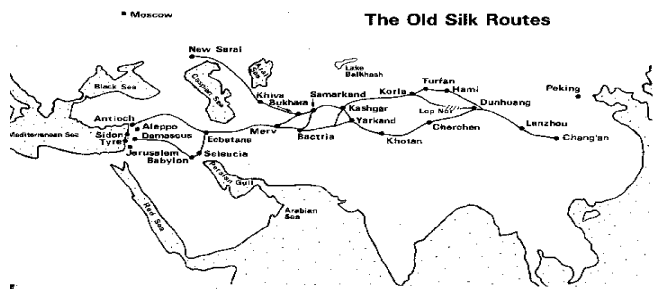 The Old Silk Routes
Moscow
New Sarai
Black Sea
Caspian Sea
Aral Sea
Lake
Balkhash
Khiva
Bukhara
Samarkand
Kashgar
Yarkand
Korla
Turfan
Hami
Lop Nor
Dunhuang
Peking
Antioch
Aleppo
Mediterranean Sea
Sidon
Damascus
Tyre
Jerusalem
Babylon
Seleucia
Ecbatana
Merv
Bactria
Khotan
Cherchen
Lanzhou
Chang'an
Persian Gulf
Red Sea
Arabian
Sea